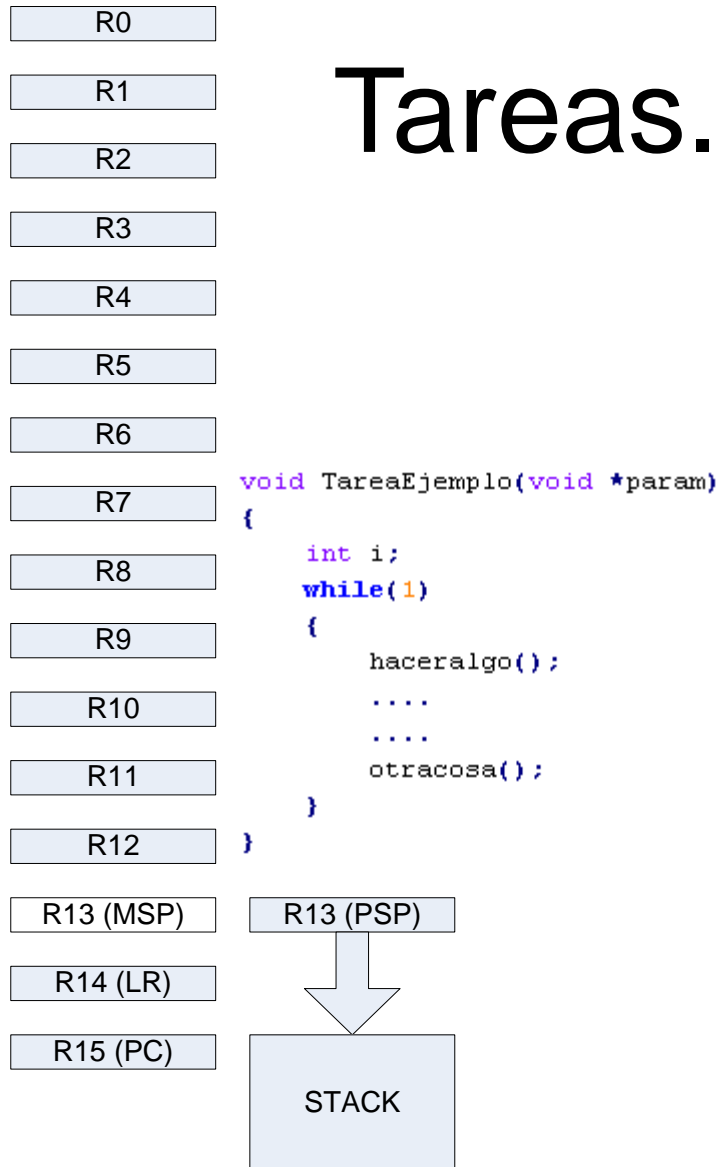 R0
Tareas.
R1
R2
R3
R4
R5
R6
R7
R8
R9
R10
R11
R12
void TareaEjemplo(void *param)
{
int i;
while(1)
{
haceralgo();
....
....
otracosa();
}
}
R13 (MSP)
R13 (PSP)
R14 (LR)
R15 (PC)
STACK